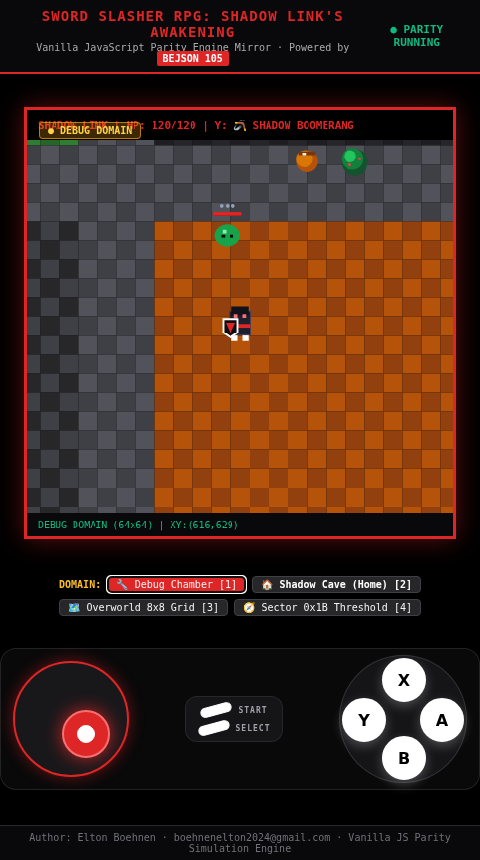 SWORD SLASHER RPG: SHADOW LINK'S
AWAKENING
Vanilla JavaScript Parity Engine Mirror · Powered by
BEJSON 105
● PARITY
RUNNING
SHADOW LINK | HP: 120/120 | Y: 🪃 SHADOW BOOMERANG
● DEBUG DOMAIN
DEBUG DOMAIN (64x64) | XY:(616,629)
DOMAIN: 🔧 Debug Chamber [1] 🏠 Shadow Cave (Home) [2]
🗺️ Overworld 8x8 Grid [3] 🧭 Sector 0x1B Threshold [4]
X
START
Y
A
SELECT
B
Author: Elton Boehnen · boehnenelton2024@gmail.com · Vanilla JS Parity
Simulation Engine